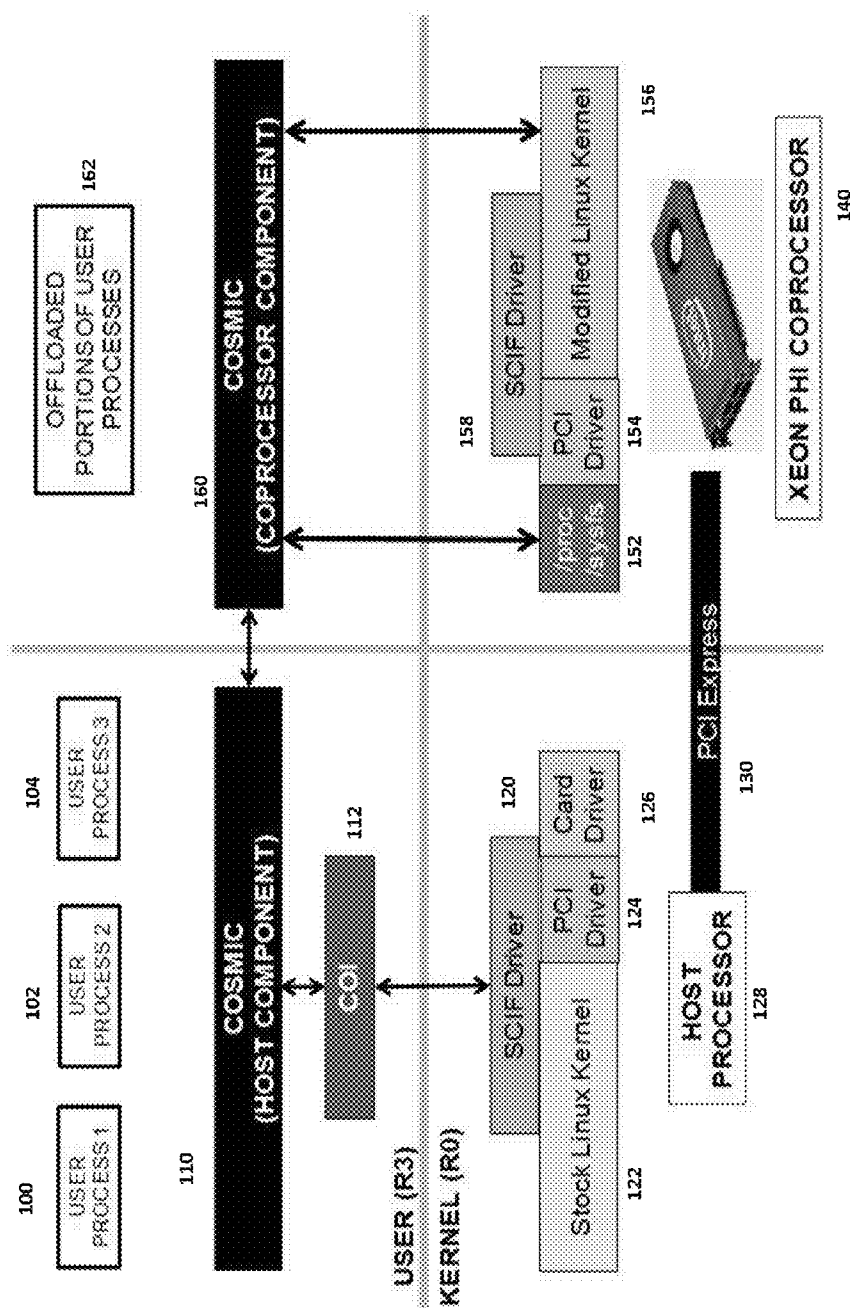 100
USER
PROCESS 1
102
USER
PROCESS 2
104
USER
PROCESS 3
162
OFFLOADED
PORTIONS OF USER
PROCESSES
110
COSMIC
(HOST COMPONENT)
160
COSMIC
(COPROCESSOR COMPONENT)
112
COI
USER (R3)
KERNEL (R0)
120
SCIF Driver
Stock Linux Kernel
PCI
Driver
Card
Driver
122
124
126
158
SCIF Driver
/proc
/sysfs
PCI
Driver
Modified Linux Kernel
152
154
156
HOST
PROCESSOR
128
PCI Express
130
XEON PHI COPROCESSOR
140